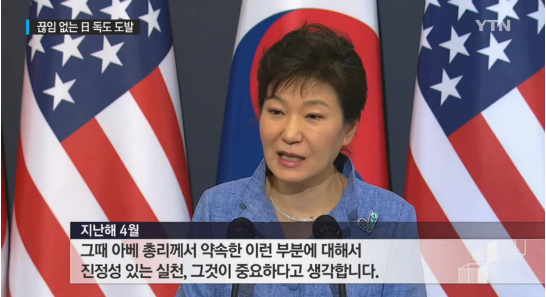 끊임 없는 日 독도 도발
YTN
지난해 4월
그때 아베 총리께서 약속한 이런 부분에 대해서
진정성 있는 실천, 그것이 중요하다고 생각합니다.